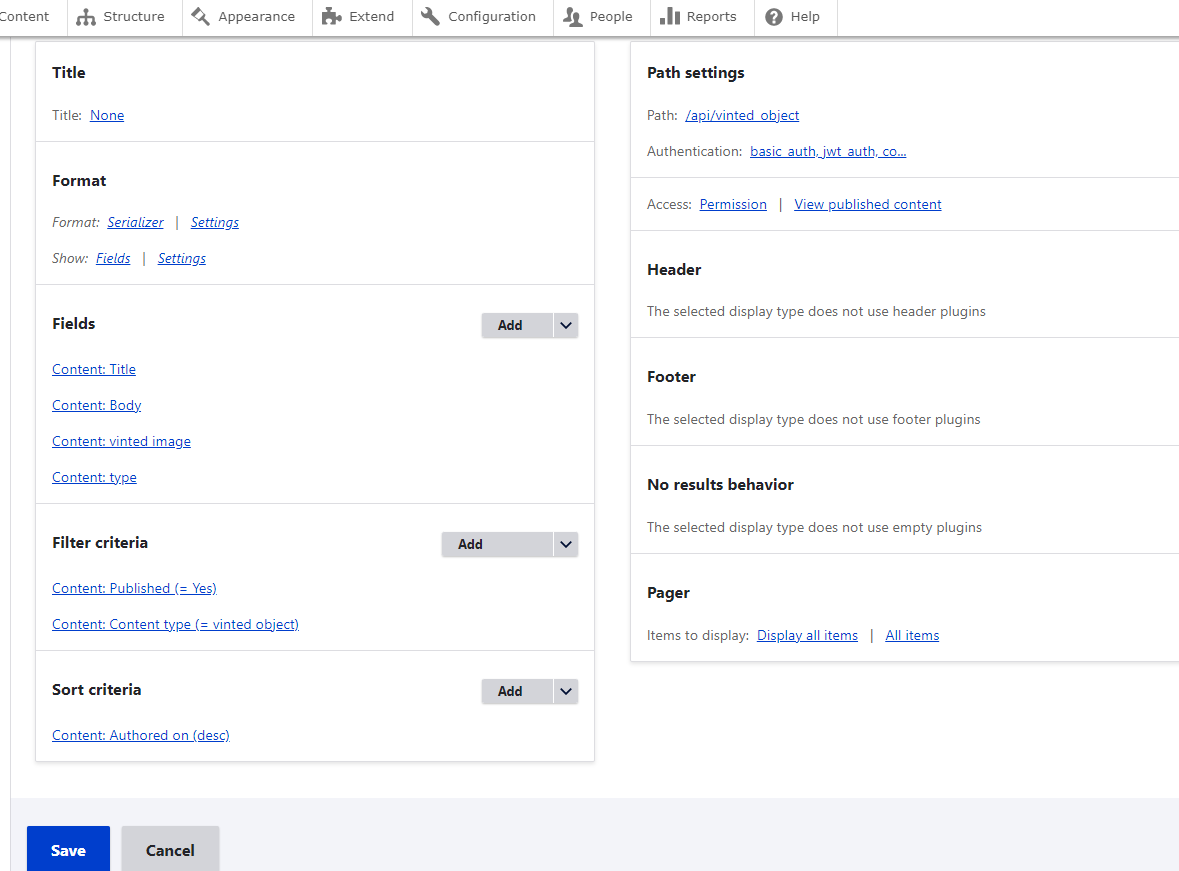 Content Structure Appearance Extend Configuration People Reports Help
Title
Title: None
Format
Format: Serializer | Settings
Show: Fields | Settings
Fields Add
Content: Title
Content: Body
Content: vinted image
Content: type
Filter criteria Add
Content: Published (= Yes)
Content: Content type (= vinted object)
Sort criteria Add
Content: Authored on (desc)
Path settings
Path: /api/vinted_object
Authentication: basic_auth, jwt_auth, co...
Access: Permission | View published content
Header
The selected display type does not use header plugins
Footer
The selected display type does not use footer plugins
No results behavior
The selected display type does not use empty plugins
Pager
Items to display: Display all items | All items
Save Cancel